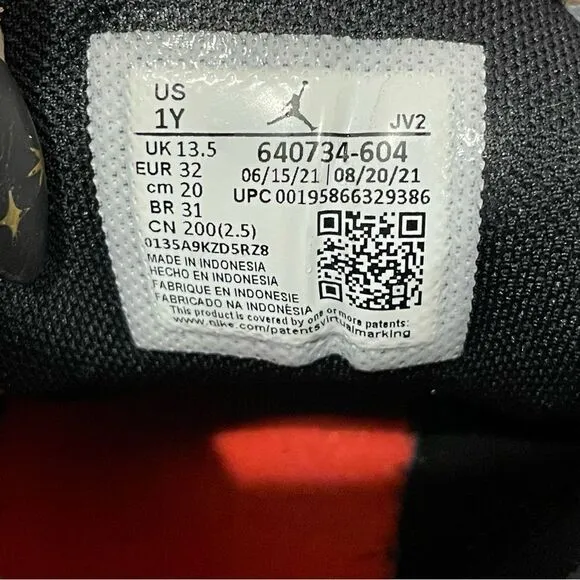 US
1Y
JV2
UK 13.5
640734-604
EUR 32
06/15/21 08/20/21
cm 20
UPC 00195866329386
BR 31
CN 200(2.5)
0135A9KZD5RZ8
MADE IN INDONESIA
HECHO EN INDONESIA
FABRIQUE EN INDONESIE
FABRICADO NA INDONÉSIA
This product is covered by one or more patents:
www.nike.com/patentsvirtualmarking